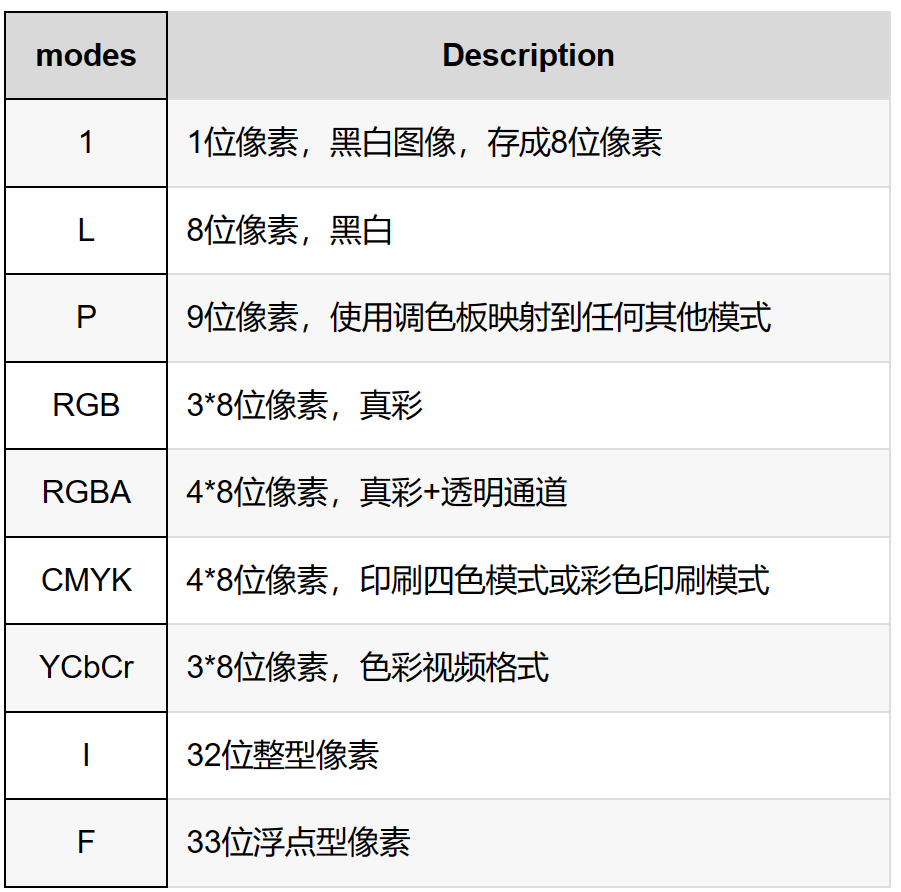 modes Description
1 1位像素，黑白图像，存成8位像素
L 8位像素，黑白
P 9位像素，使用调色板映射到任何其他模式
RGB 3*8位像素，真彩
RGBA 4*8位像素，真彩+透明通道
CMYK 4*8位像素，印刷四色模式或彩色印刷模式
YCbCr 3*8位像素，色彩视频格式
I 32位整型像素
F 33位浮点型像素